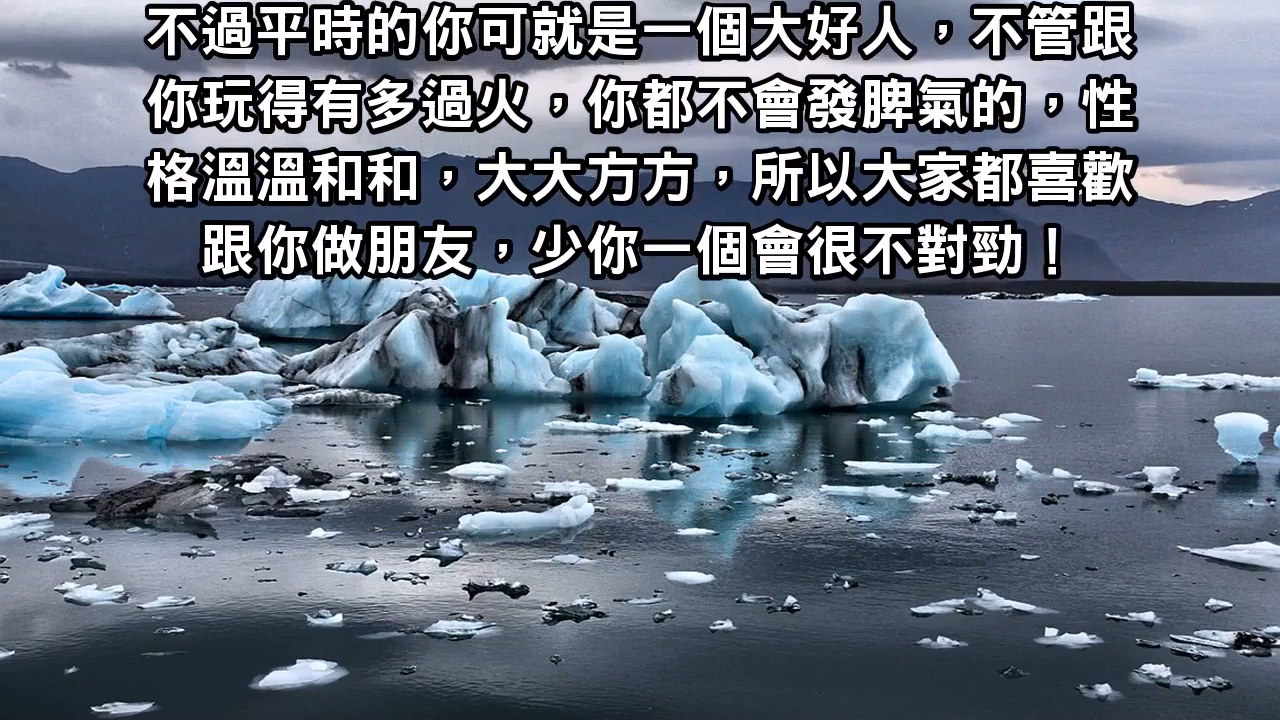 不過平時的你可就是一個大好人，不管跟
你玩得有多過火，你都不會發脾氣的，性
格溫溫和和，大大方方，所以大家都喜歡
跟你做朋友，少你一個會很不對勁！